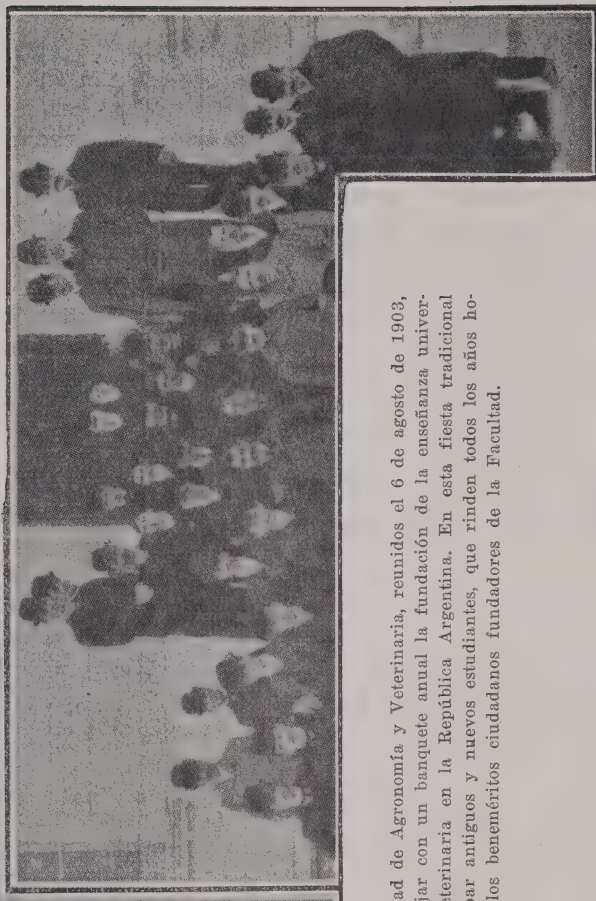 ad de Agronomía y Veterinaria, reunidos el 6 de agosto de 1903,
jar con un banquete anual la fundación de la enseñanza univer-
eterinaria en la República Argentina. En esta fiesta tradicional
par antiguos y nuevos estudiantes, que rinden todos los años ho-
los beneméritos ciudadanos fundadores de la Facultad.